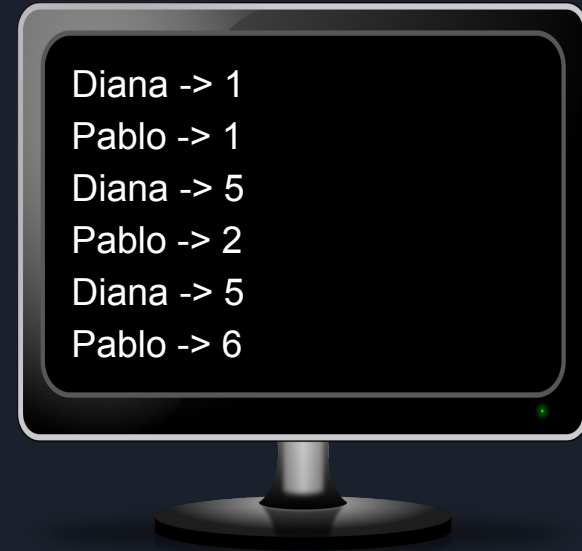 Diana -> 1
Pablo -> 1
Diana -> 5
Pablo -> 2
Diana -> 5
Pablo -> 6